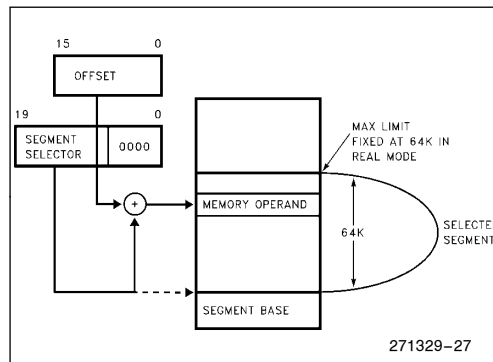 15 0
OFFSET
19 0
SEGMENT
SELECTOR
0000
MAX LIMIT
FIXED AT 64K IN
REAL MODE
MEMORY OPERAND
64K
SELECTED
SEGMENT
SEGMENT BASE
271329–27